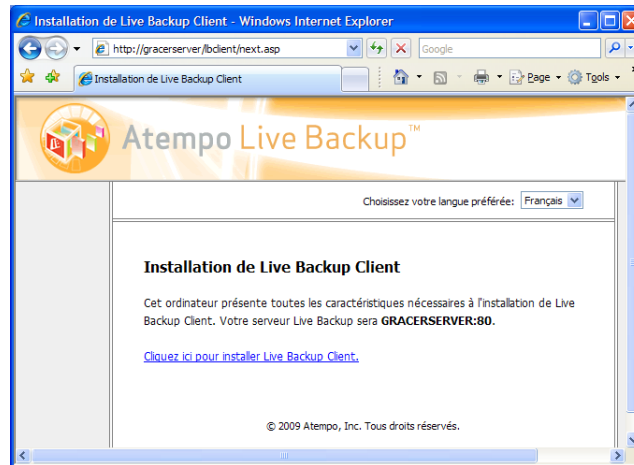 Installation de Live Backup Client - Windows Internet Explorer
http://gracerserver/lbclient/next.asp
Google
Installation de Live Backup Client
Page
Tools
Atempo Live Backup™
Choisissez votre langue préférée: Français
Installation de Live Backup Client
Cet ordinateur présente toutes les caractéristiques nécessaires à l'installation de Live
Backup Client. Votre serveur Live Backup sera GRACERSERVER:80.
Cliquez ici pour installer Live Backup Client.
© 2009 Atempo, Inc. Tous droits réservés.